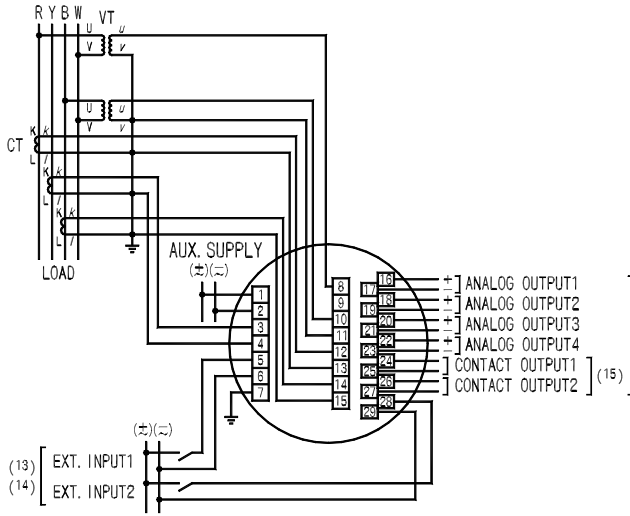 R Y B W
VT
U u
V v
U u
V v
CT
K k
L l
K k
L l
K k
L l
LOAD
AUX. SUPPLY
(±)(∓)
1
2
3
4
5
6
7
8
9
10
11
12
13
14
15
16
17
18
19
20
21
22
23
24
25
26
27
28
29
+
−
ANALOG OUTPUT1
+
−
ANALOG OUTPUT2
+
−
ANALOG OUTPUT3
+
−
ANALOG OUTPUT4
CONTACT OUTPUT1
CONTACT OUTPUT2
(15)
(±)(∓)
(13) EXT. INPUT1
(14) EXT. INPUT2